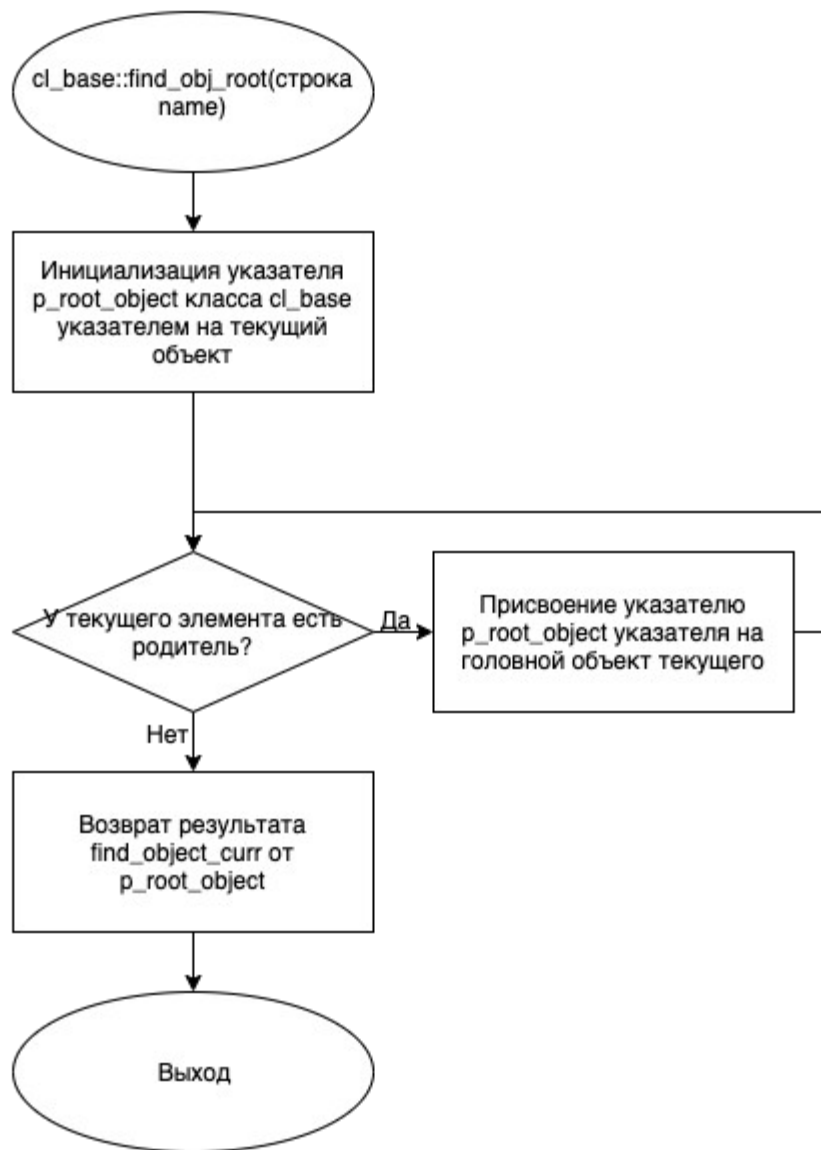 cl_base::find_obj_root(строка
name)
Инициализация указателя
p_root_object класса cl_base
указателем на текущий
объект
У текущего элемента есть
родитель?
Да
Присвоение указателю
p_root_object указателя на
головной объект текущего
Нет
Возврат результата
find_object_curr от
p_root_object
Выход